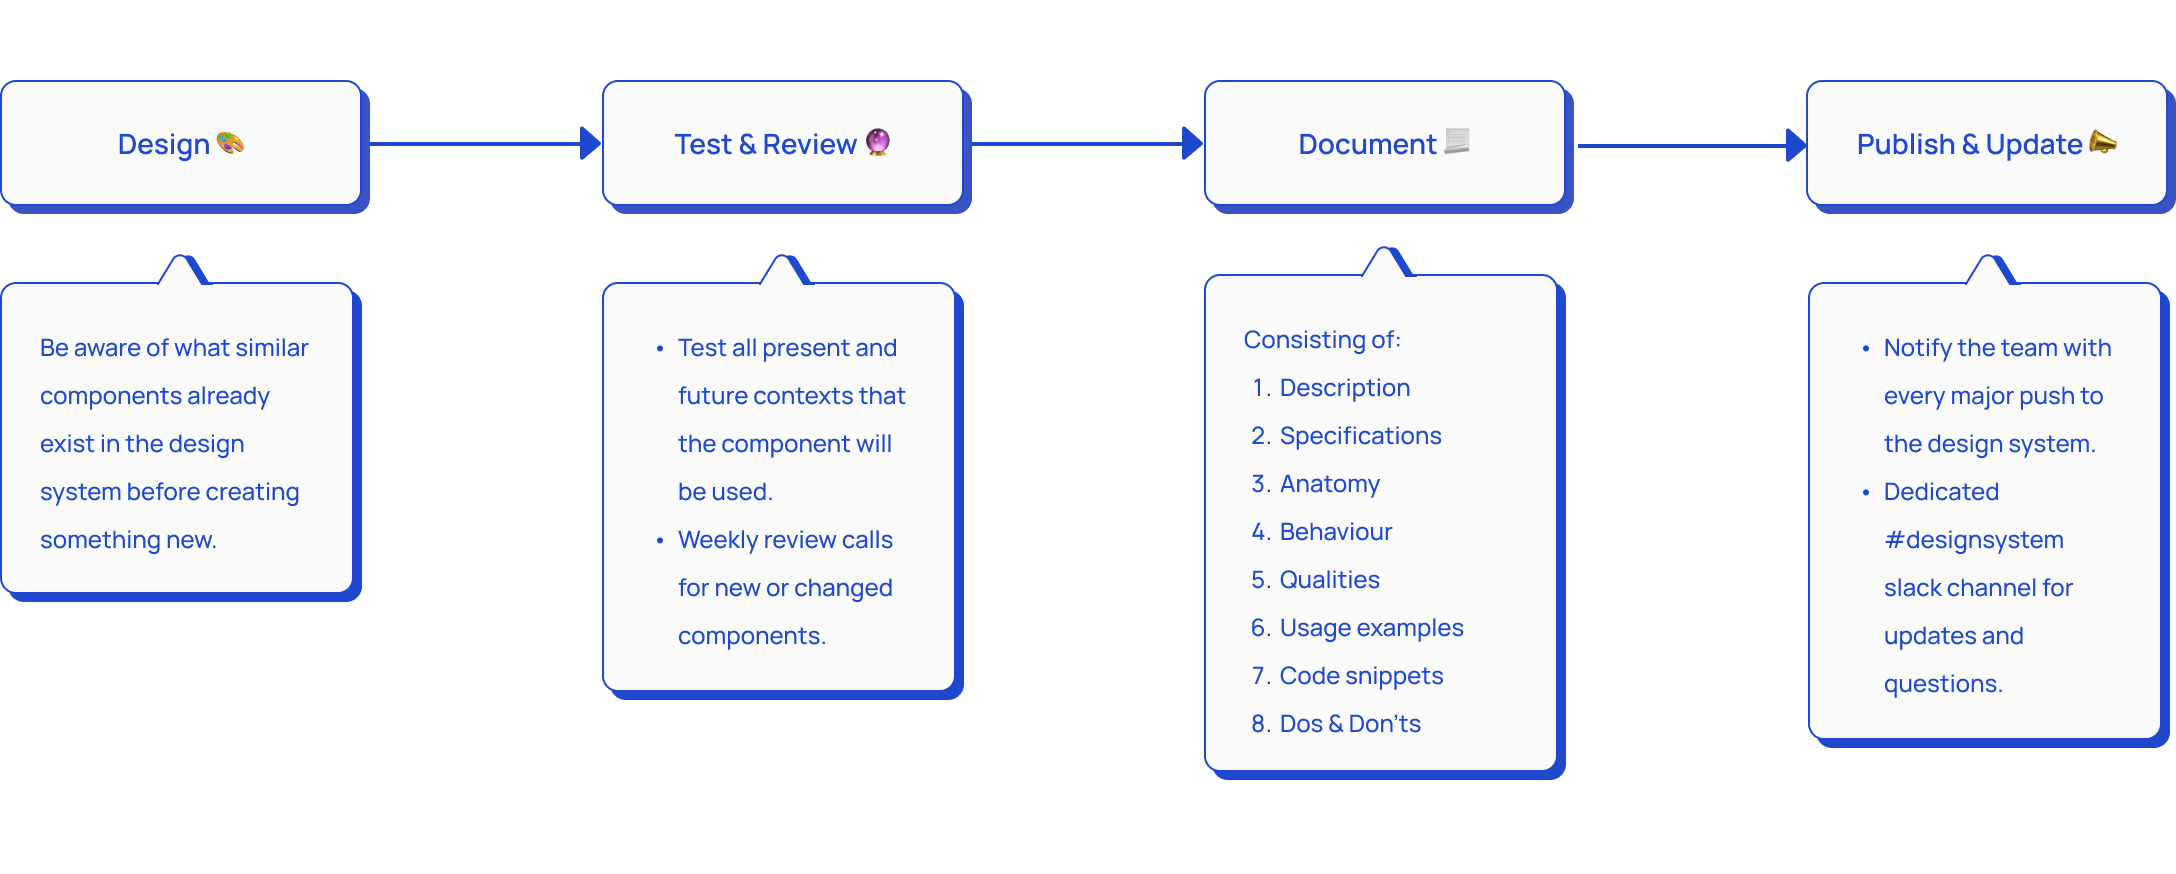 Design 🎨
Test & Review 🔮
Document 📃
Publish & Update 📣
Be aware of what similar
components already
exist in the design
system before creating
something new.
• Test all present and
future contexts that
the component will
be used.
• Weekly review calls
for new or changed
components.
Consisting of:
1. Description
2. Specifications
3. Anatomy
4. Behaviour
5. Qualities
6. Usage examples
7. Code snippets
8. Dos & Don’ts
• Notify the team with
every major push to
the design system.
• Dedicated
#designsystem
slack channel for
updates and
questions.